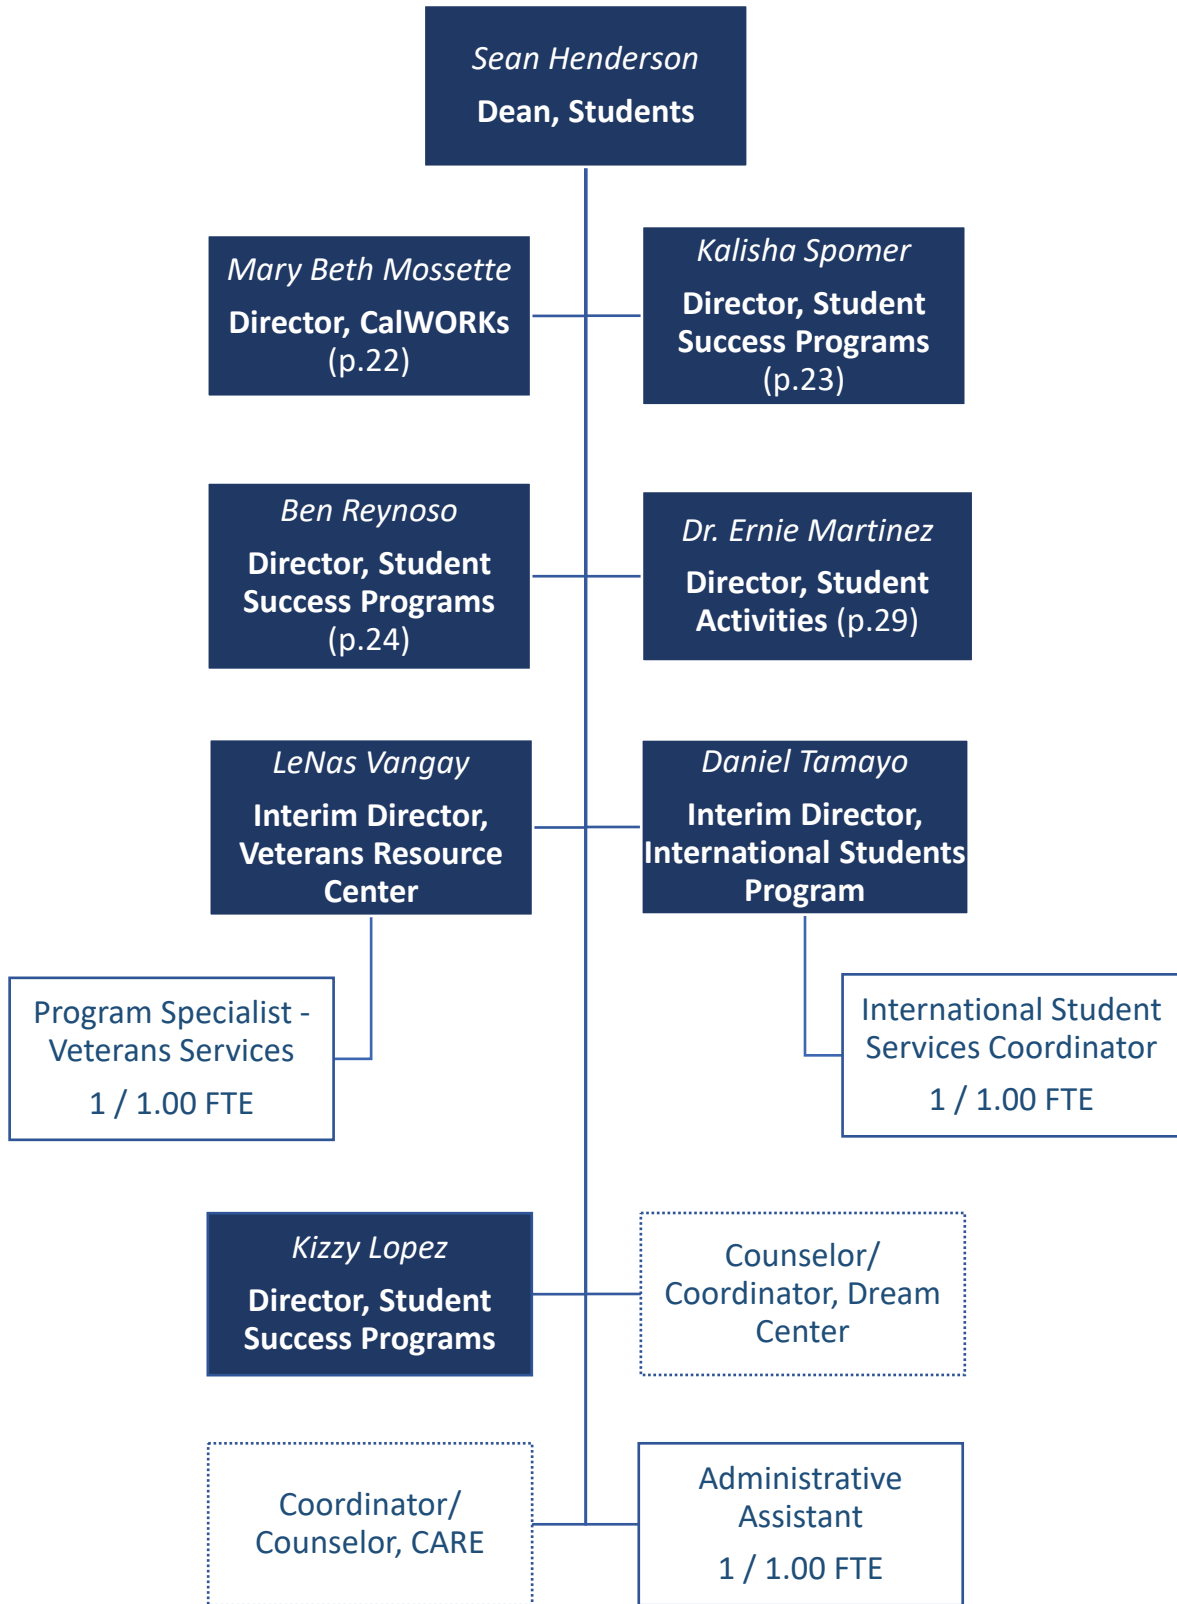 Sean Henderson
Dean, Students
Mary Beth Mossette
Director, CalWORKs
(p.22)
Kalisha Spomer
Director, Student
Success Programs
(p.23)
Ben Reynoso
Director, Student
Success Programs
(p.24)
Dr. Ernie Martinez
Director, Student
Activities (p.29)
LeNas Vangay
Interim Director,
Veterans Resource
Center
Daniel Tamayo
Interim Director,
International Students
Program
Program Specialist -
Veterans Services
1 / 1.00 FTE
International Student
Services Coordinator
1 / 1.00 FTE
Kizzy Lopez
Director, Student
Success Programs
Counselor/
Coordinator, Dream
Center
Coordinator/
Counselor, CARE
Administrative
Assistant
1 / 1.00 FTE